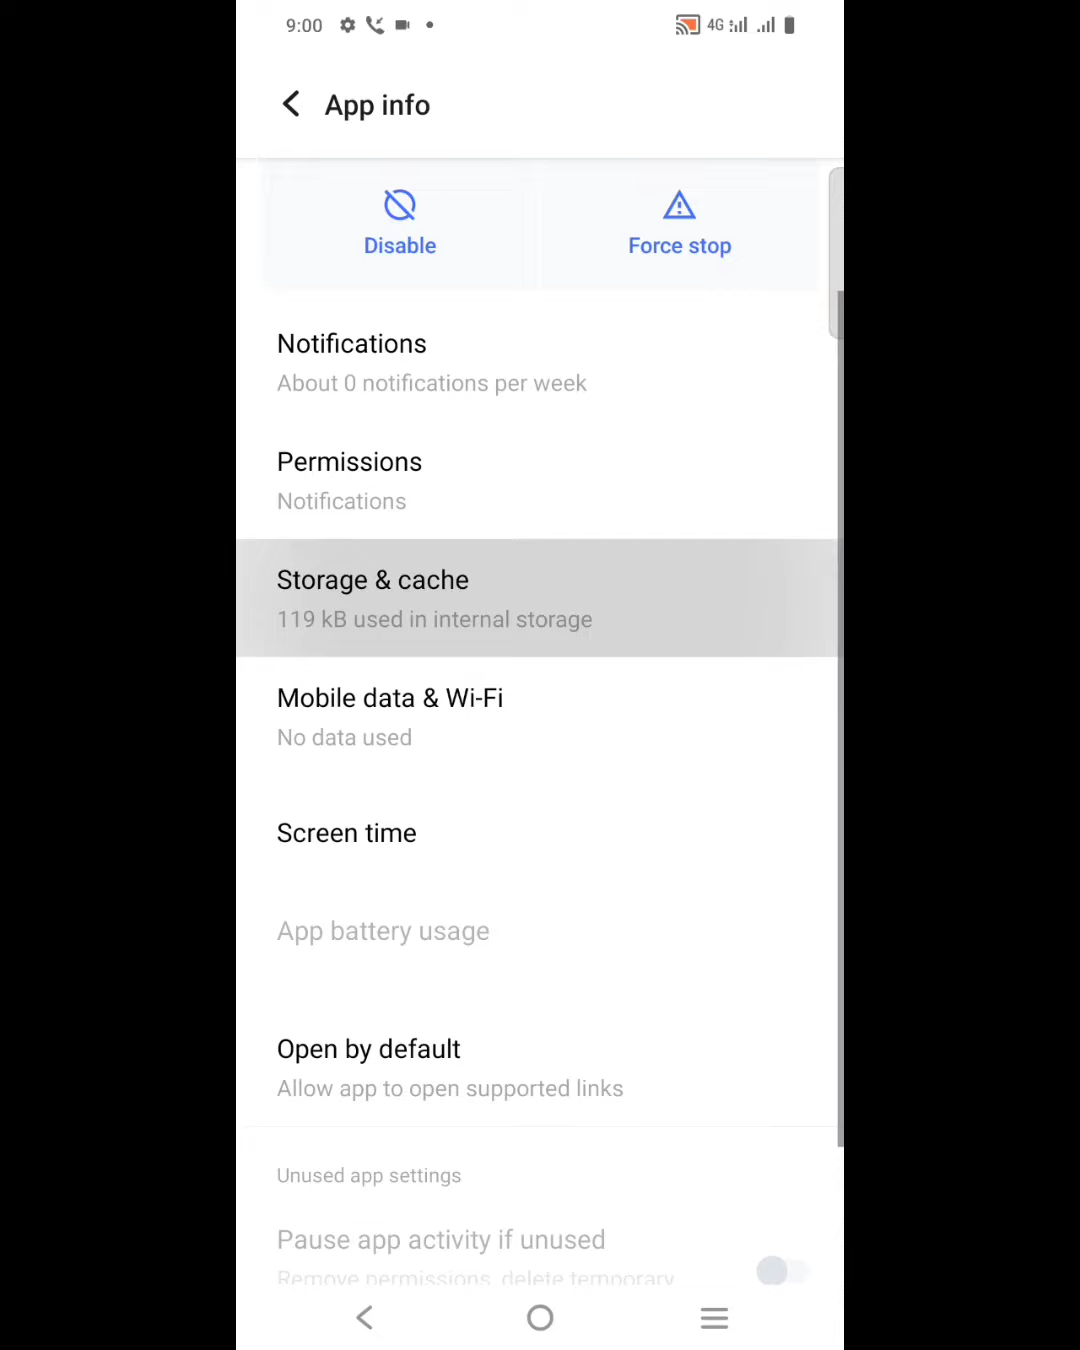 9:00 4G
App info
Disable Force stop
Notifications
About 0 notifications per week
Permissions
Notifications
Storage & cache
119 kB used in internal storage
Mobile data & Wi-Fi
No data used
Screen time
App battery usage
Open by default
Allow app to open supported links
Unused app settings
Pause app activity if unused
Remove permissions, delete temporary